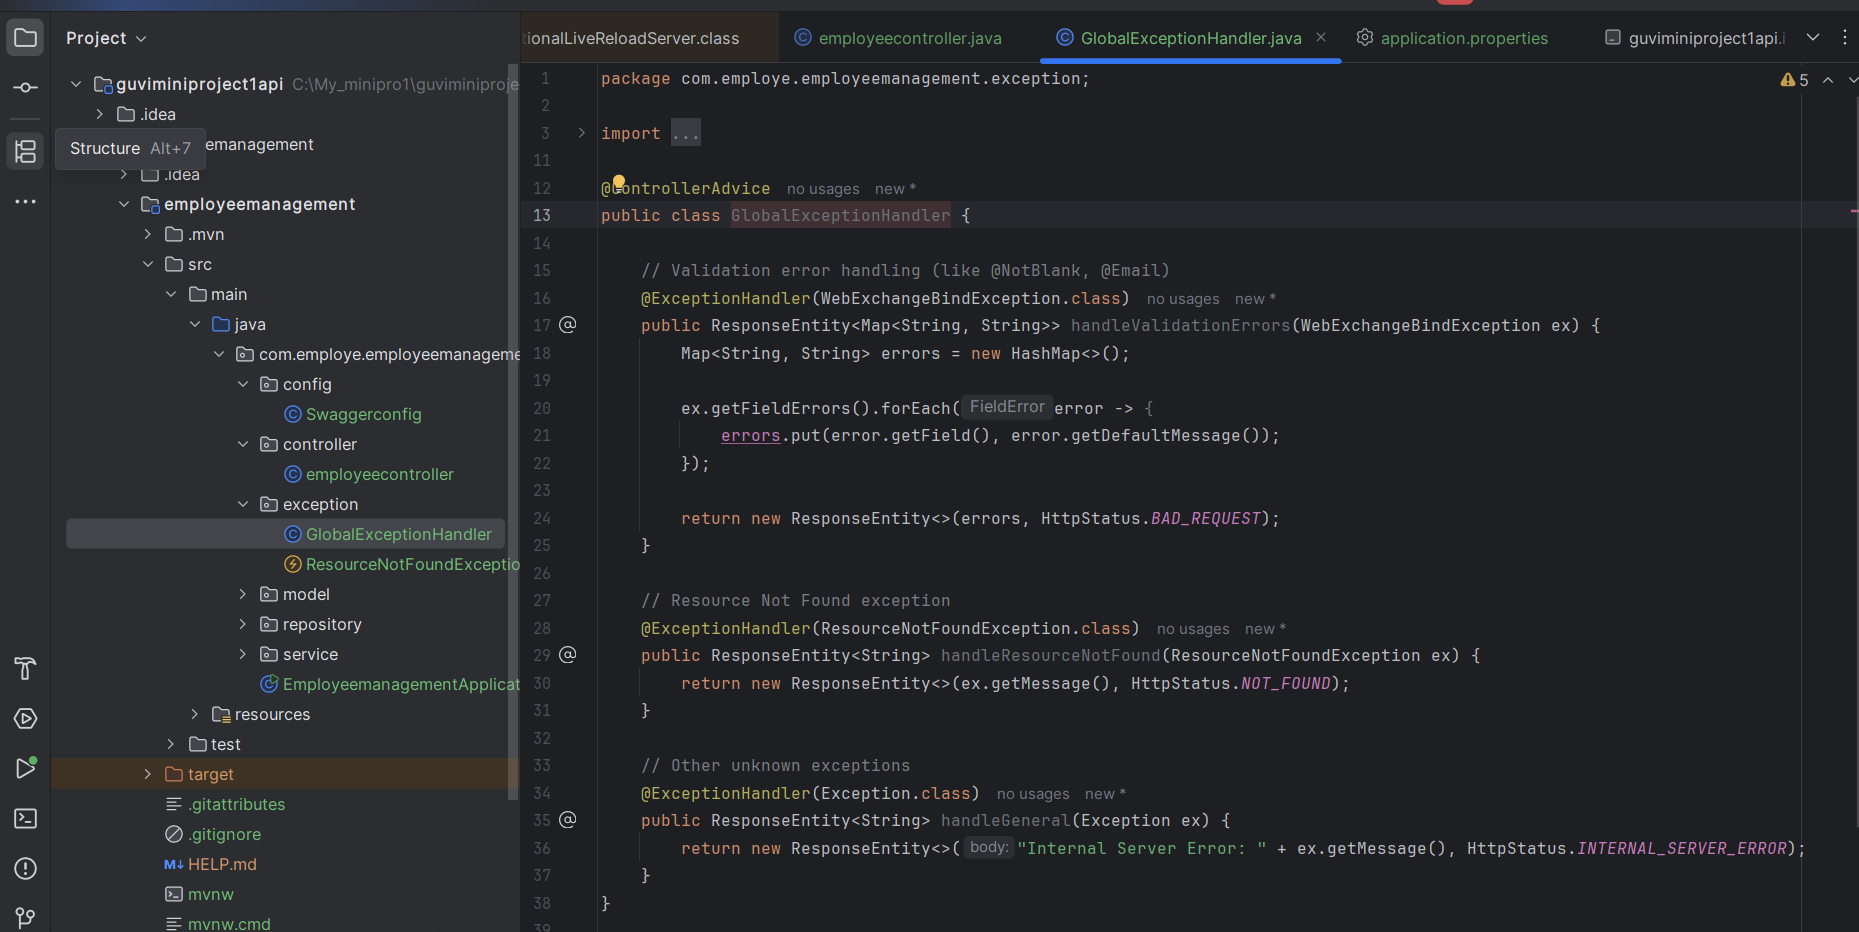 Project
guviminiproject1api C:\My_minipro1\guviminiproje
.idea
Structure Alt+7
emanagement
.idea
employeemanagement
.mvn
src
main
java
com.employe.employeemanageme
config
Swaggerconfig
controller
employeecontroller
exception
GlobalExceptionHandler
ResourceNotFoundExceptio
model
repository
service
EmployeemanagementApplicat
resources
test
target
.gitattributes
.gitignore
HELP.md
mvnw
mvnw.cmd
tionalLiveReloadServer.class employeecontroller.java GlobalExceptionHandler.java application.properties guviminiproject1api.i
5
1 package com.employe.employeemanagement.exception;
2
3 import ...
11
12 @ControllerAdvice no usages new *
13 public class GlobalExceptionHandler {
14
15 // Validation error handling (like @NotBlank, @Email)
16 @ExceptionHandler(WebExchangeBindException.class) no usages new *
17 public ResponseEntity<Map<String, String>> handleValidationErrors(WebExchangeBindException ex) {
18 Map<String, String> errors = new HashMap<>();
19
20 ex.getFieldErrors().forEach( FieldError error -> {
21 errors.put(error.getField(), error.getDefaultMessage());
22 });
23
24 return new ResponseEntity<>(errors, HttpStatus.BAD_REQUEST);
25 }
26
27 // Resource Not Found exception
28 @ExceptionHandler(ResourceNotFoundException.class) no usages new *
29 public ResponseEntity<String> handleResourceNotFound(ResourceNotFoundException ex) {
30 return new ResponseEntity<>(ex.getMessage(), HttpStatus.NOT_FOUND);
31 }
32
33 // Other unknown exceptions
34 @ExceptionHandler(Exception.class) no usages new *
35 public ResponseEntity<String> handleGeneral(Exception ex) {
36 return new ResponseEntity<>( body: "Internal Server Error: " + ex.getMessage(), HttpStatus.INTERNAL_SERVER_ERROR);
37 }
38 }
39